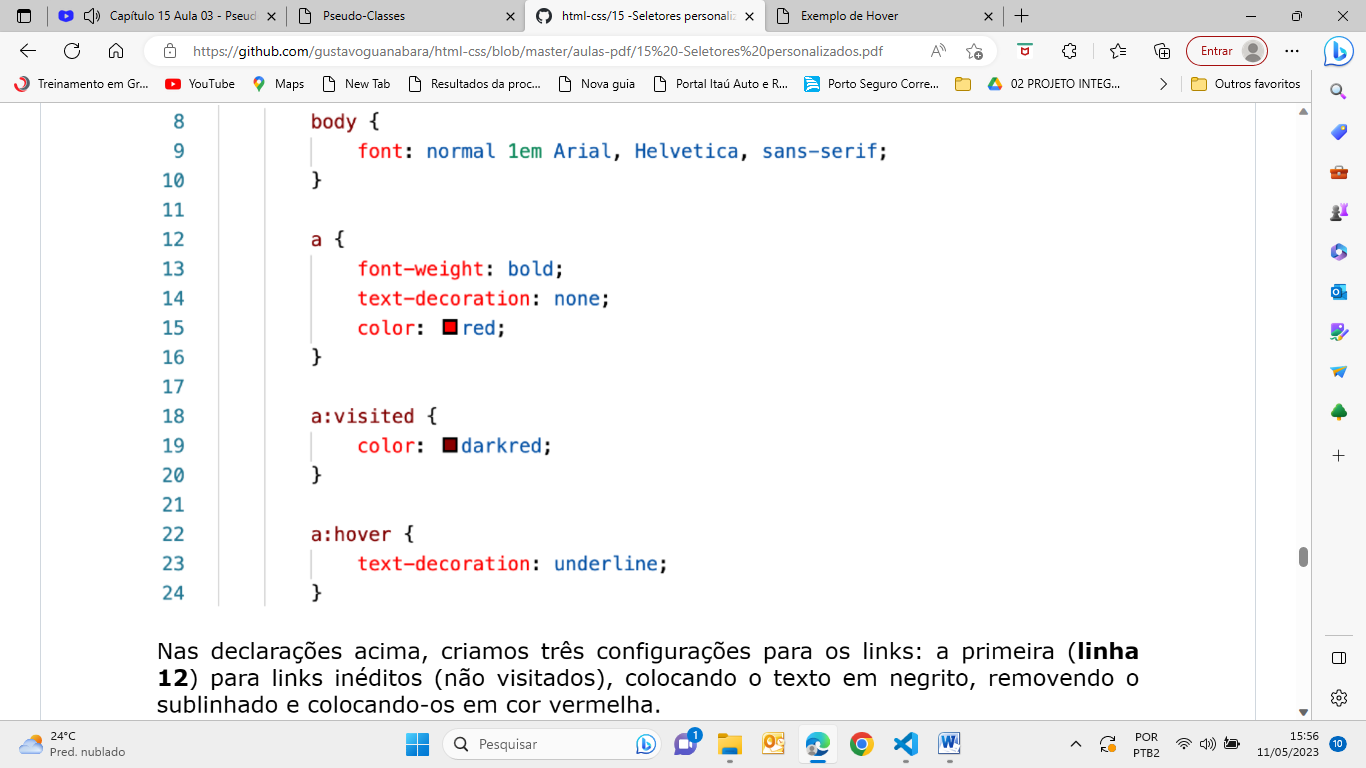 Capítulo 15 Aula 03 - Pseud
Pseudo-Classes
html-css/15 -Seletores personaliz
Exemplo de Hover
https://github.com/gustavoguanabara/html-css/blob/master/aulas-pdf/15%20-Seletores%20personalizados.pdf
Entrar
Treinamento em Gr...
YouTube
Maps
New Tab
Resultados da proc...
Nova guia
Portal Itaú Auto e R...
Porto Seguro Corre...
02 PROJETO INTEG...
Outros favoritos
8 body {
9 font: normal 1em Arial, Helvetica, sans-serif;
10 }
11
12 a {
13 font-weight: bold;
14 text-decoration: none;
15 color: red;
16 }
17
18 a:visited {
19 color: darkred;
20 }
21
22 a:hover {
23 text-decoration: underline;
24 }
Nas declarações acima, criamos três configurações para os links: a primeira (linha
12) para links inéditos (não visitados), colocando o texto em negrito, removendo o
sublinhado e colocando-os em cor vermelha.
24°C
Pred. nublado
Pesquisar
1
POR
PTB2
15:56
11/05/2023
10